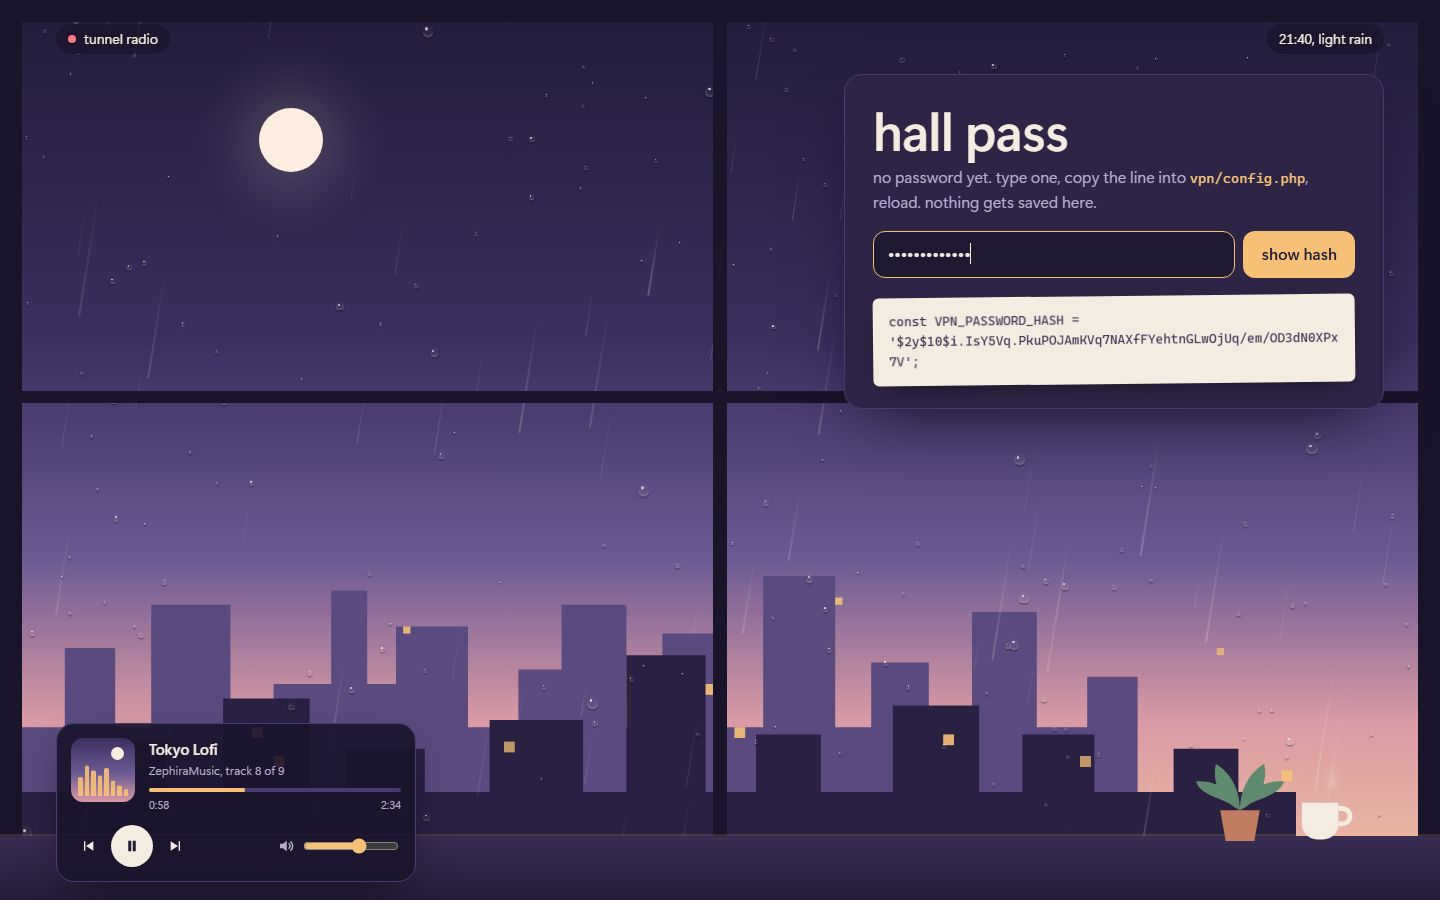 tunnel radio
21:40, light rain
hall pass
no password yet. type one, copy the line into vpn/config.php,
reload. nothing gets saved here.
show hash
const VPN_PASSWORD_HASH =
'$2y$10$i.IsY5Vq.PkuPOJAmKVq7NAXfFYehtnGLwOjUq/em/OD3dN0XPx
7V';
Tokyo Lofi
ZephiraMusic, track 8 of 9
0:58
2:34